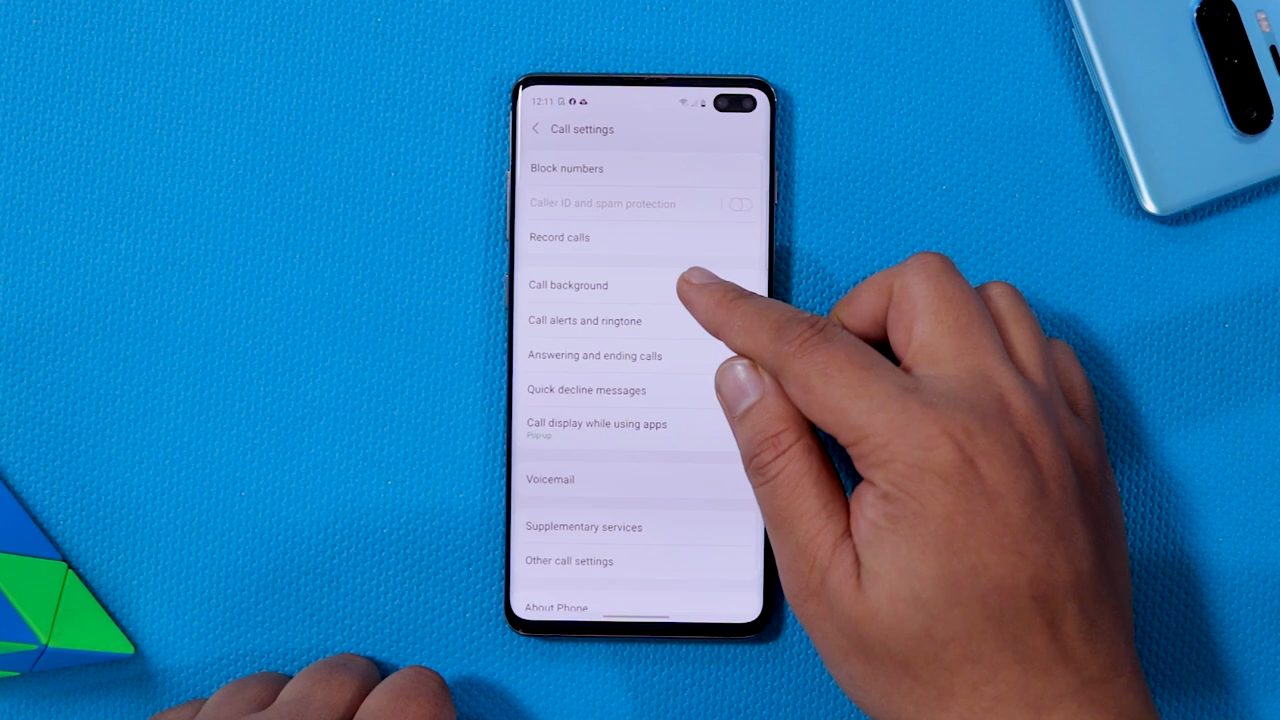 12:11
Call settings
Block numbers
Caller ID and spam protection
Record calls
Call background
Call alerts and ringtone
Answering and ending calls
Quick decline messages
Call display while using apps
Pop-up
Voicemail
Supplementary services
Other call settings
About Phone